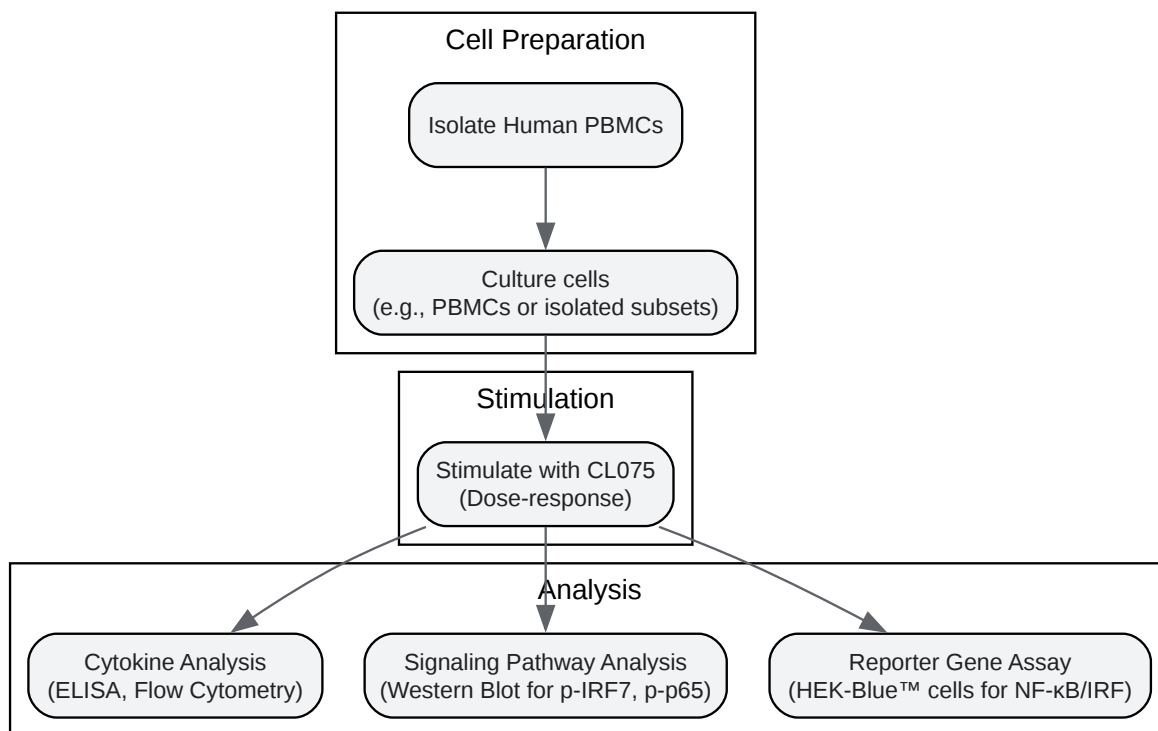 Cell Preparation
Isolate Human PBMCs
Culture cells
(e.g., PBMCs or isolated subsets)
Stimulation
Stimulate with CL075
(Dose-response)
Analysis
Cytokine Analysis
(ELISA, Flow Cytometry)
Signaling Pathway Analysis
(Western Blot for p-IRF7, p-p65)
Reporter Gene Assay
(HEK-Blue™ cells for NF-κB/IRF)